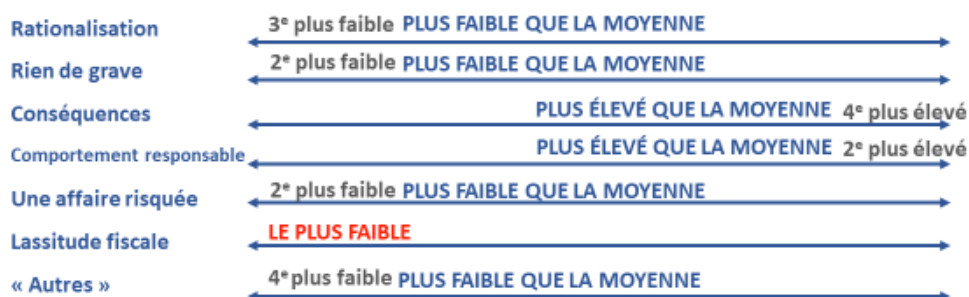 Rationalisation 3e plus faible PLUS FAIBLE QUE LA MOYENNE
Rien de grave 2e plus faible PLUS FAIBLE QUE LA MOYENNE
Conséquences PLUS ÉLEVÉ QUE LA MOYENNE 4e plus élevé
Comportement responsable PLUS ÉLEVÉ QUE LA MOYENNE 2e plus élevé
Une affaire risquée 2e plus faible PLUS FAIBLE QUE LA MOYENNE
Lassitude fiscale LE PLUS FAIBLE
« Autres » 4e plus faible PLUS FAIBLE QUE LA MOYENNE